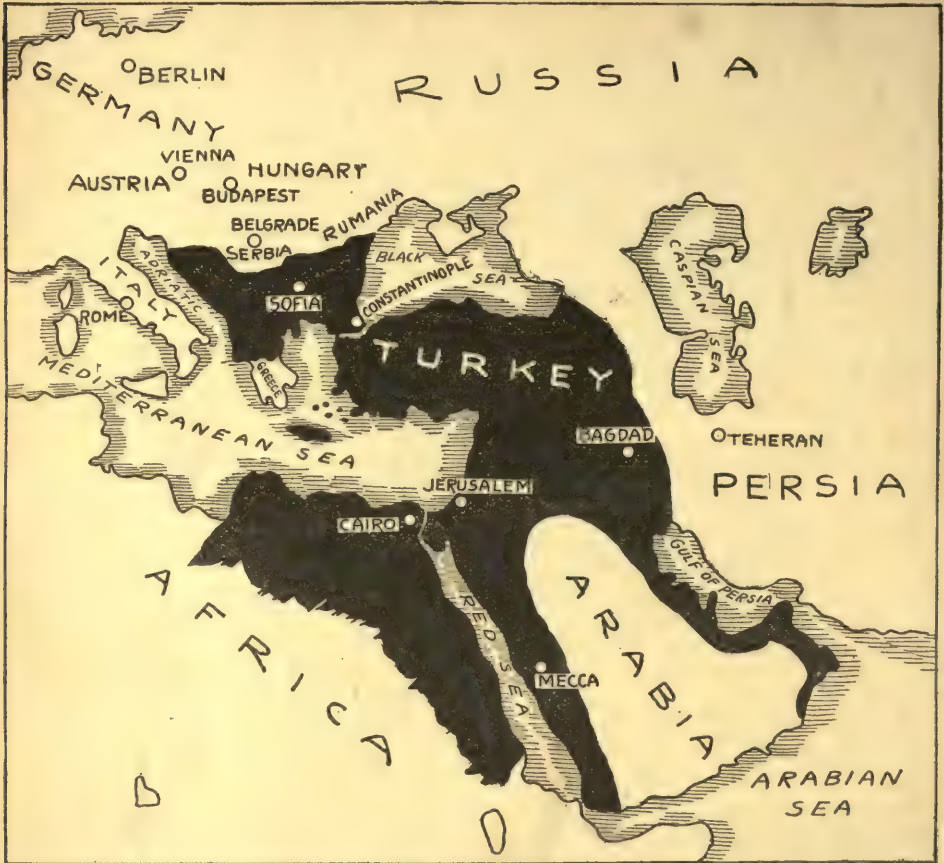 GERMANY
BERLIN
RUSSIA
VIENNA
AUSTRIA
HUNGARY
BUDAPEST
BELGRADE
SERBIA
RUMANIA
ITALY
ADRIATIC
ROME
SOFIA
BLACK SEA
CONSTANTINOPLE
CASPIAN SEA
GREECE
TURKEY
MEDITERRANEAN SEA
BAGDAD
TEHERAN
PERSIA
JERUSALEM
CAIRO
GULF OF PERSIA
AFRICA
RED SEA
MECCA
ARABIA
ARABIAN
SEA